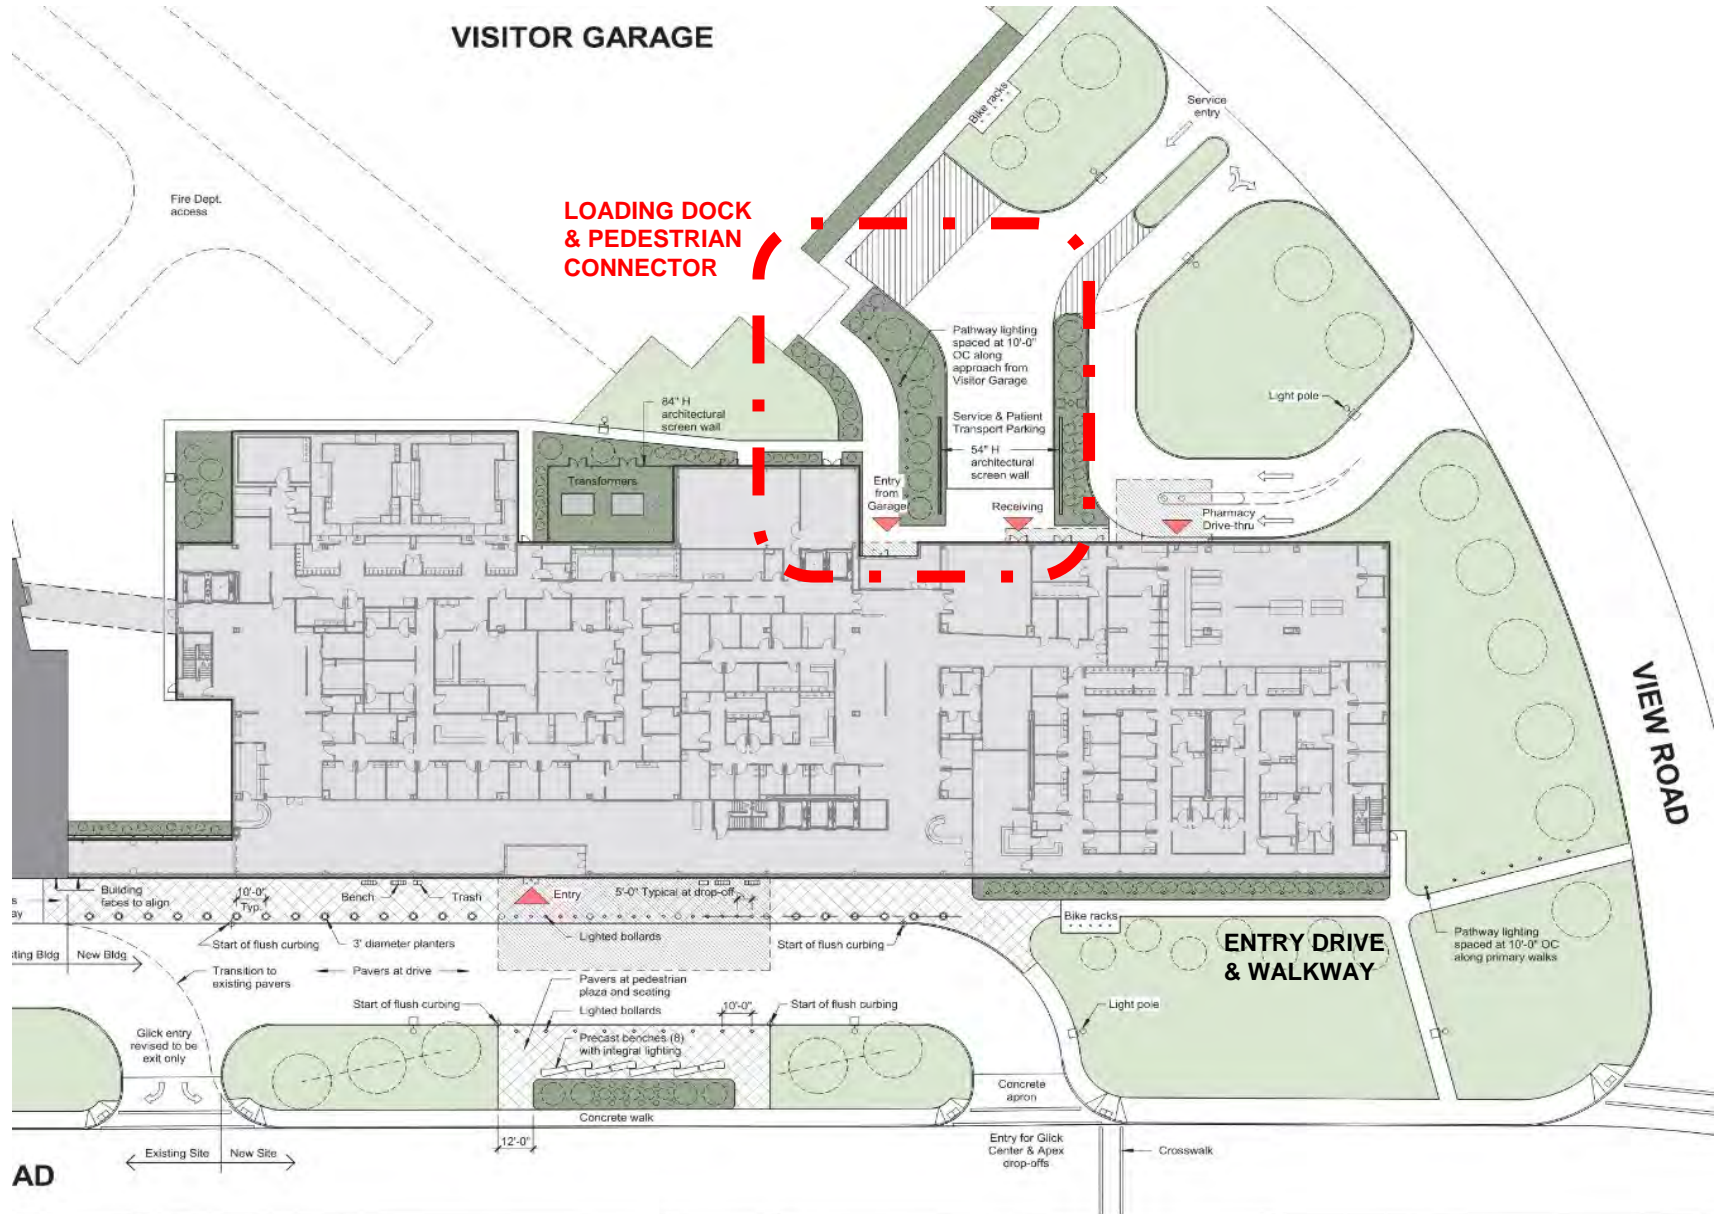 VISITOR GARAGE
Bike racks
Service
entry
Fire Dept.
access
LOADING DOCK
& PEDESTRIAN
CONNECTOR
Pathway lighting
spaced at 10'-0"
OC along
approach from
Visitor Garage
84" H
architectural
screen wall
Light pole
Service & Patient
Transport Parking
54" H
architectural
screen wall
Transformers
Entry
from
Garage
Receiving
Pharmacy
Drive-thru
VIEW ROAD
Building
faces to align
10'-0"
Typ.
Bench
Trash
Entry
5'-0" Typical at drop-off
s
ay
Start of flush curbing
3' diameter planters
Lighted bollards
Start of flush curbing
Bike racks
ENTRY DRIVE
& WALKWAY
Pathway lighting
spaced at 10'-0" OC
along primary walks
sting Bldg
New Bldg
Transition to
existing pavers
Pavers at drive
Pavers at pedestrian
plaza and seating
Start of flush curbing
Lighted bollards
10'-0"
Start of flush curbing
Light pole
Glick entry
revised to be
exit only
Precast benches (8)
with integral lighting
Concrete
apron
Concrete walk
12'-0"
Existing Site
New Site
Entry for Glick
Center & Apex
drop-offs
Crosswalk
AD